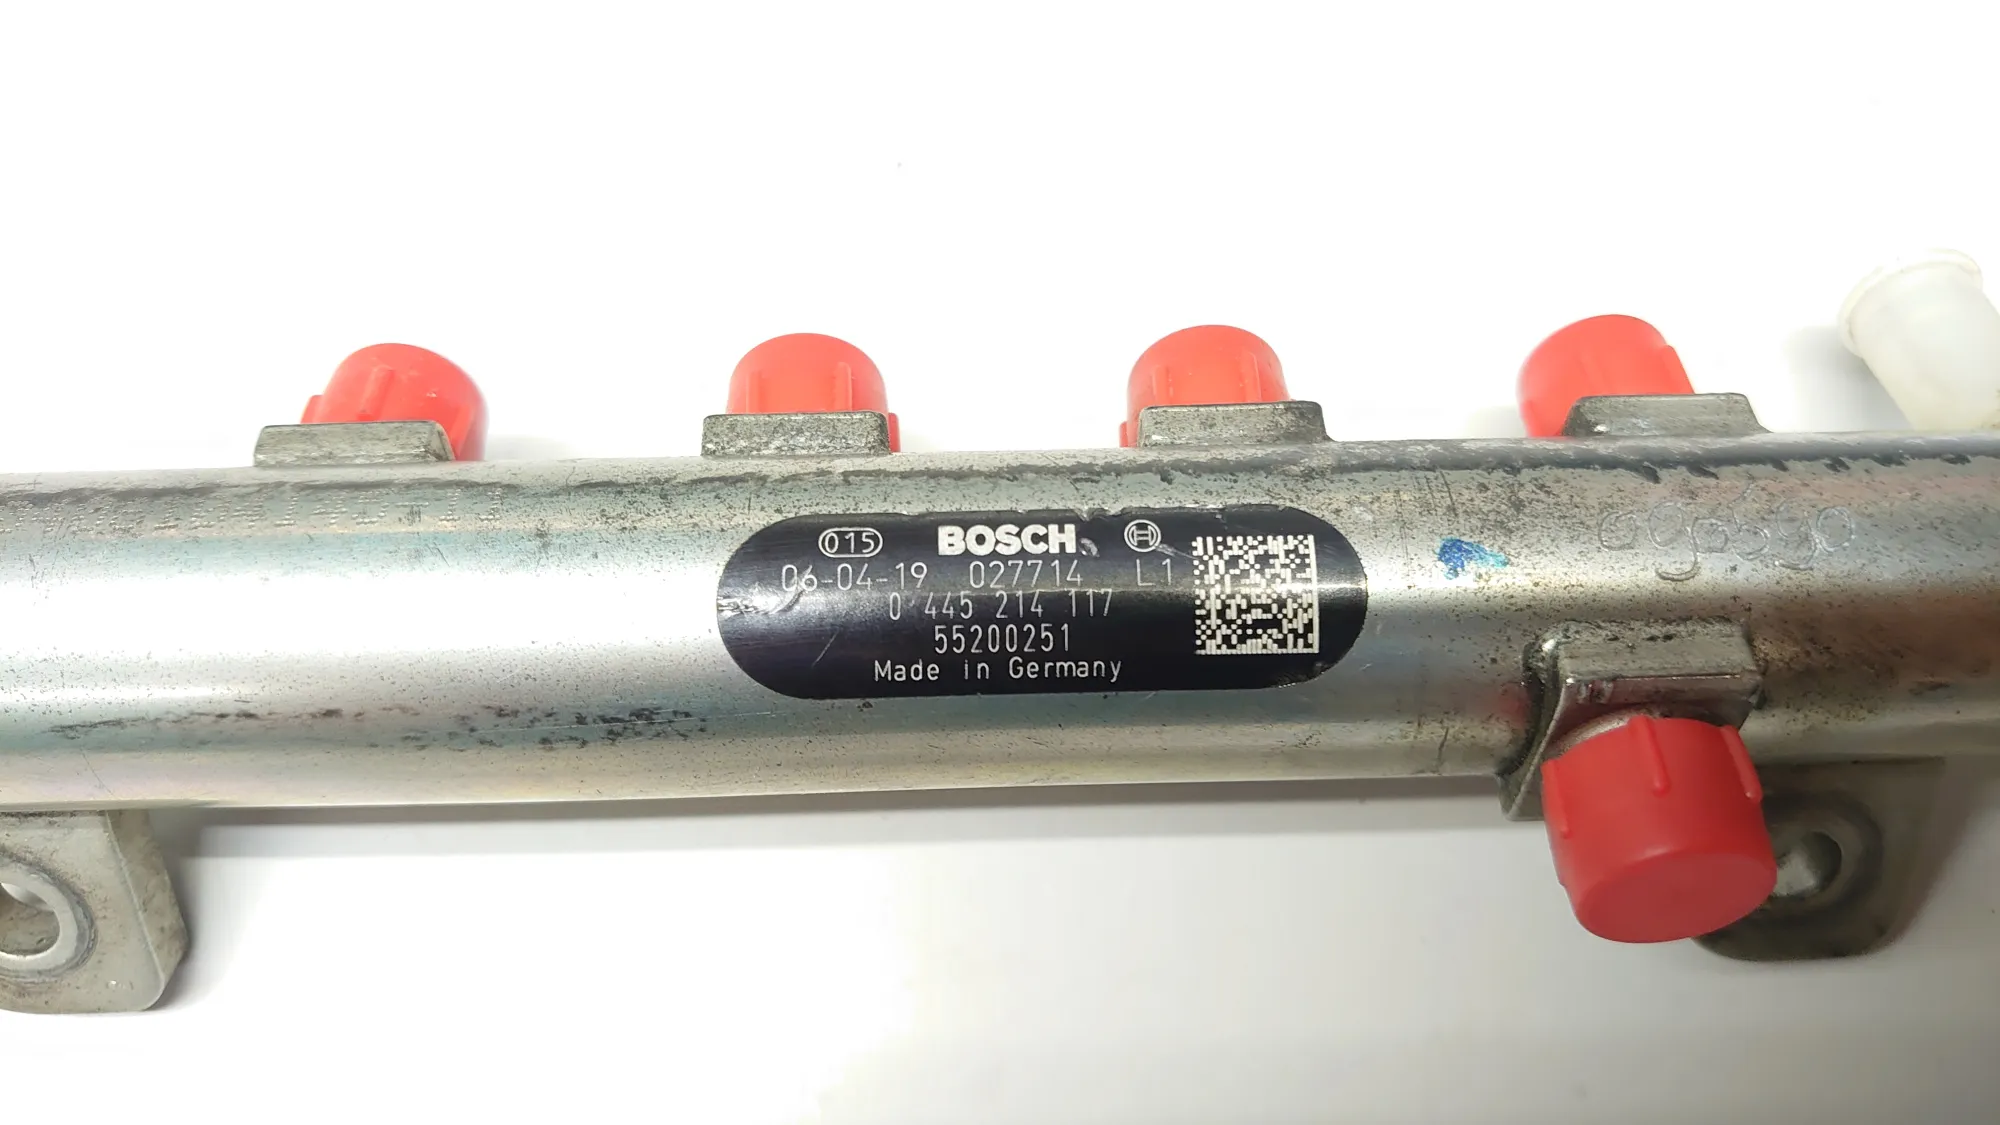 015 BOSCH
06-04-19 027714 L1
0 445 214 117
55200251
Made in Germany